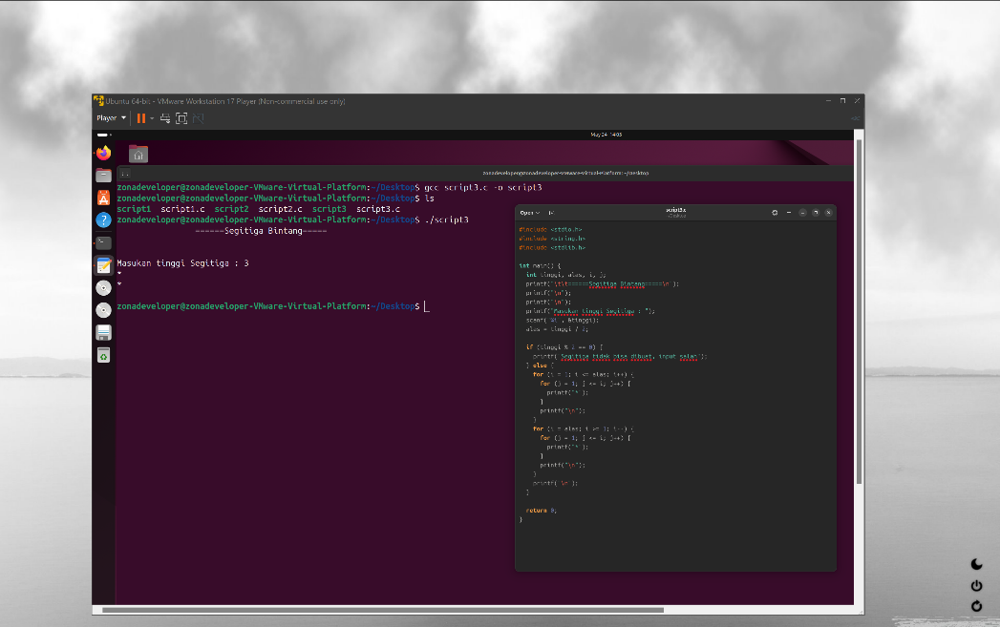 Ubuntu 64-bit - VMware Workstation 17 Player (Non-commercial use only)
Player
May 24 14:05
zonadeveloper@zonadeveloper-VMware-Virtual-Platform: ~/Desktop
zonadeveloper@zonadeveloper-VMware-Virtual-Platform:~/Desktop$ gcc script3.c -o script3
zonadeveloper@zonadeveloper-VMware-Virtual-Platform:~/Desktop$ ls
script1 script1.c script2 script2.c script3 script3.c
zonadeveloper@zonadeveloper-VMware-Virtual-Platform:~/Desktop$ ./script3
======Segitiga Bintang=====
Masukan tinggi Segitiga : 3
*
*
zonadeveloper@zonadeveloper-VMware-Virtual-Platform:~/Desktop$
Open
script3.c
~/Desktop
#include <stdio.h>
#include <string.h>
#include <stdlib.h>
int main() {
int tinggi, alas, i, j;
printf("\t\t======Segitiga Bintang=====\n");
printf("\n");
printf("\n");
printf("Masukan tinggi Segitiga : ");
scanf("%i", &tinggi);
alas = tinggi / 2;
if (tinggi % 2 == 0) {
printf("Segitiga tidak bisa dibuat, input salah");
} else {
for (i = 1; i <= alas; i++) {
for (j = 1; j <= i; j++) {
printf("*");
}
printf("\n");
}
for (i = alas; i >= 1; i--) {
for (j = 1; j <= i; j++) {
printf("*");
}
printf("\n");
}
printf("\n");
}
return 0;
}